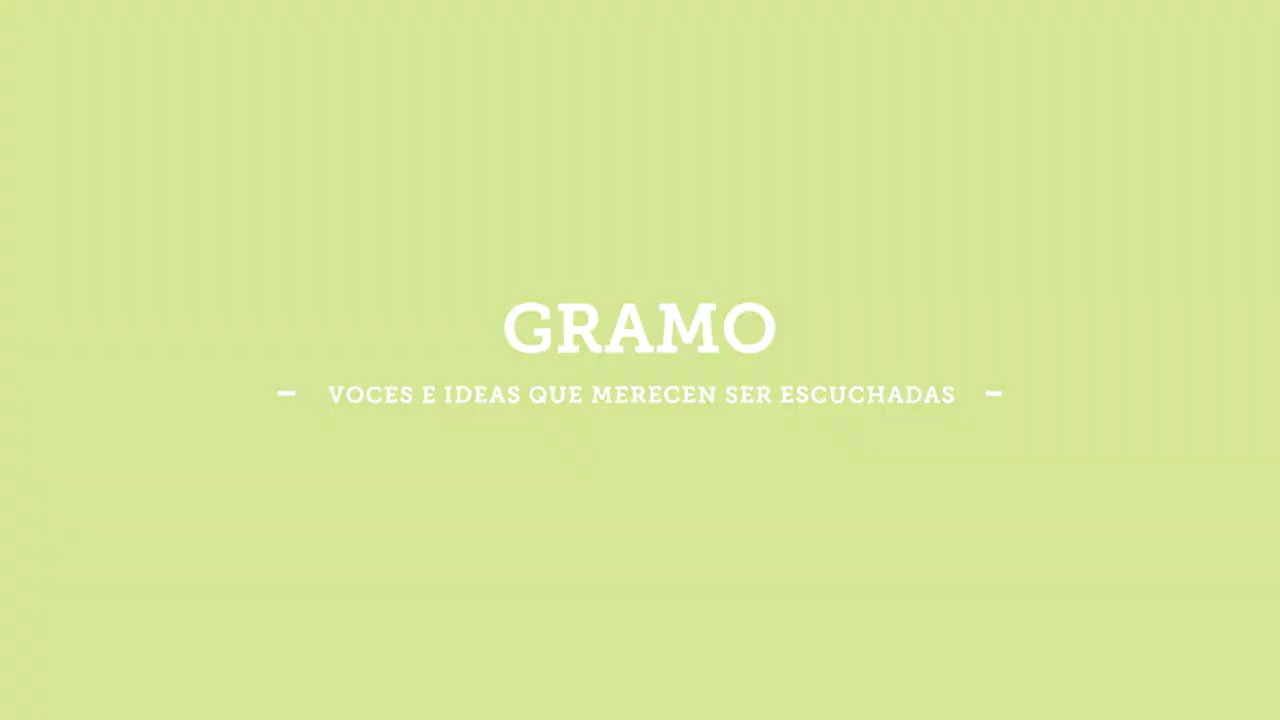 GRAMO
- VOCES E IDEAS QUE MERECEN SER ESCUCHADAS -